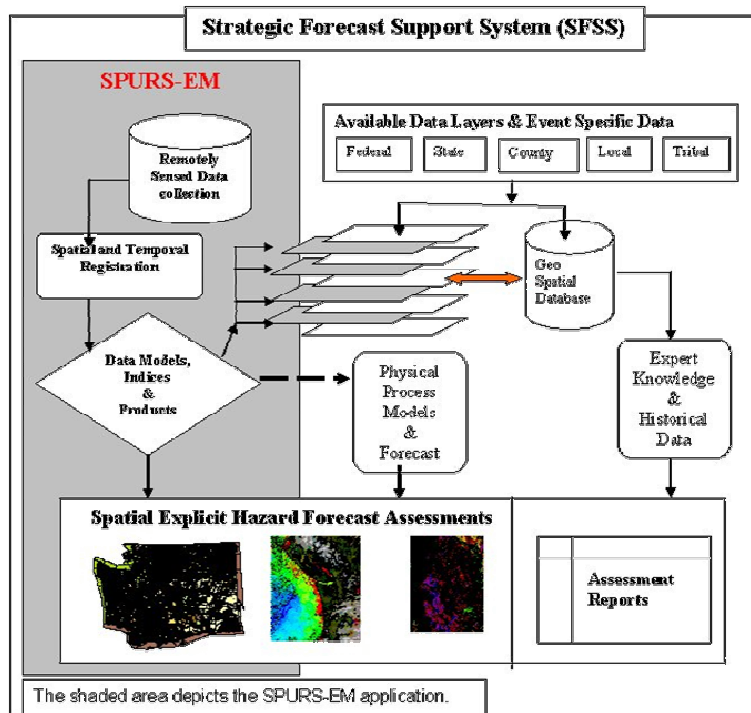 Strategic Forecast Support System (SFSS)
SPURS-EM
Available Data Layers & Event Specific Data
Federal
State
County
Local
Tribal
Remotely
Sensed Data
collection
Spatial and Temporal
Registration
Geo
Spatial
Database
Data Models,
Indices
&
Products
Physical
Process
Models
&
Forecast
Expert
Knowledge
&
Historical
Data
Spatial Explicit Hazard Forecast Assessments
Assessment
Reports
The shaded area depicts the SPURS-EM application.